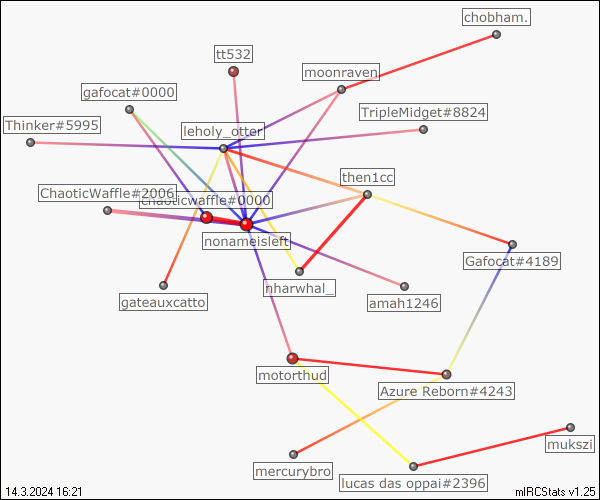 chobham.
tt532
moonraven
gafocat#0000
TripleMidget#8824
Thinker#5995
leholy_otter
then1cc
ChaoticWaffle#2006
chaoticwaffle#0000
nonameisleft
Gafocat#4189
nharwhal_
gateauxcatto
amah1246
motorthud
Azure Reborn#4243
mukszi
mercurybro
lucas das oppai#2396
14.3.2024 16:21
mIRCStats v1.25